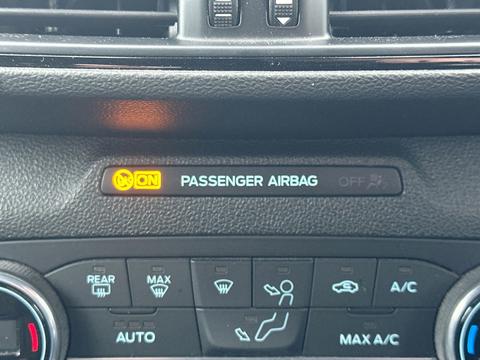 ON PASSENGER AIRBAG OFF
REAR MAX A/C
AUTO MAX A/C